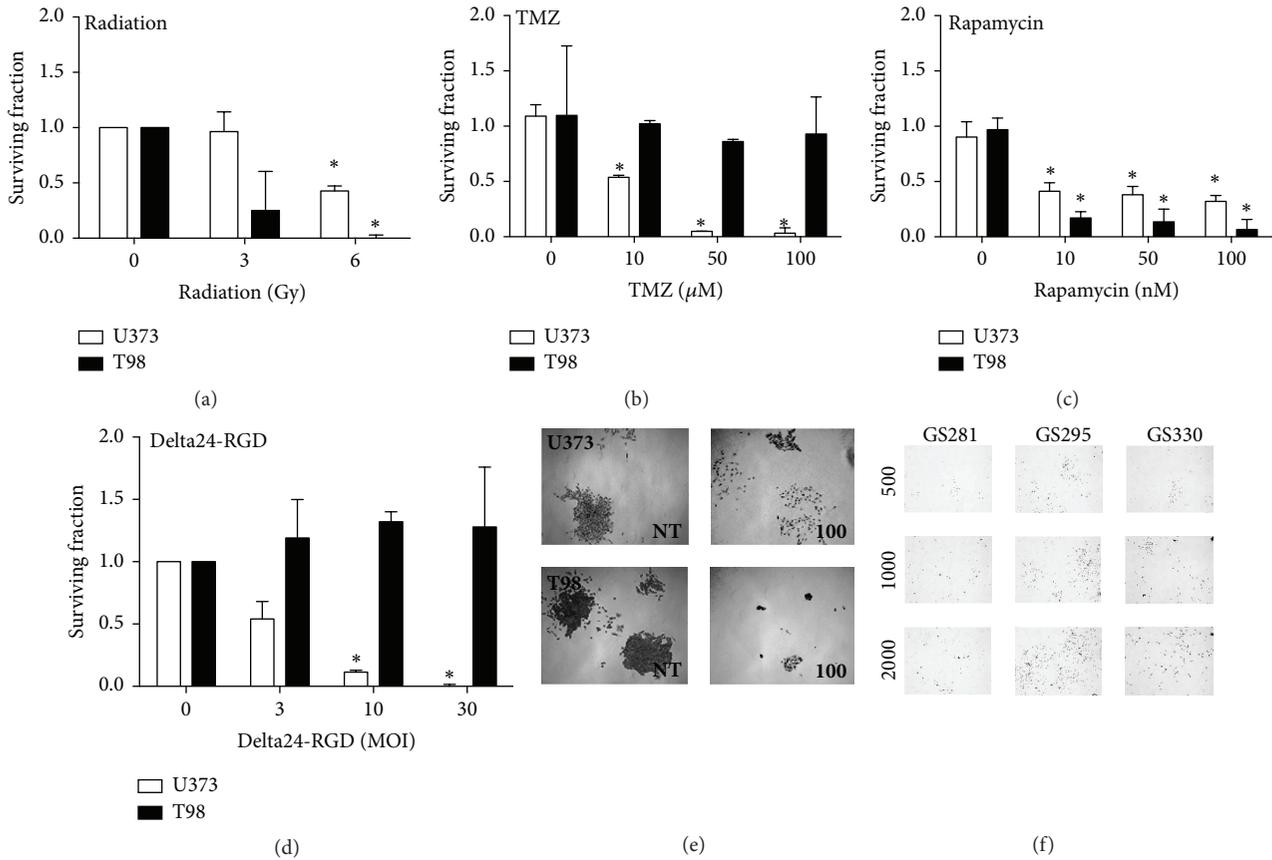 Radiation
Surviving fraction
2.0
1.5
1.0
0.5
0.0
*
*
0 3 6
Radiation (Gy)
U373
T98
(a)
TMZ
Surviving fraction
2.0
1.5
1.0
0.5
0.0
*
*
*
0 10 50 100
TMZ (μM)
U373
T98
(b)
Rapamycin
Surviving fraction
2.0
1.5
1.0
0.5
0.0
*
*
*
*
*
*
0 10 50 100
Rapamycin (nM)
U373
T98
(c)
Delta24-RGD
Surviving fraction
2.0
1.5
1.0
0.5
0.0
*
*
0 3 10 30
Delta24-RGD (MOI)
U373
T98
(d)
U373
NT
100
T98
NT
100
(e)
GS281 GS295 GS330
500
1000
2000
(f)